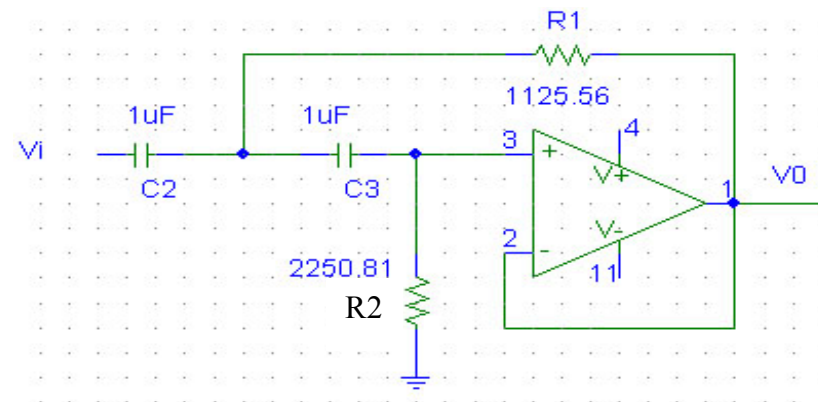 R1
1125.56
1uF
1uF
Vi
C2
C3
3
+
4
V+
1
V0
2
-
V-
11
2250.81
R2